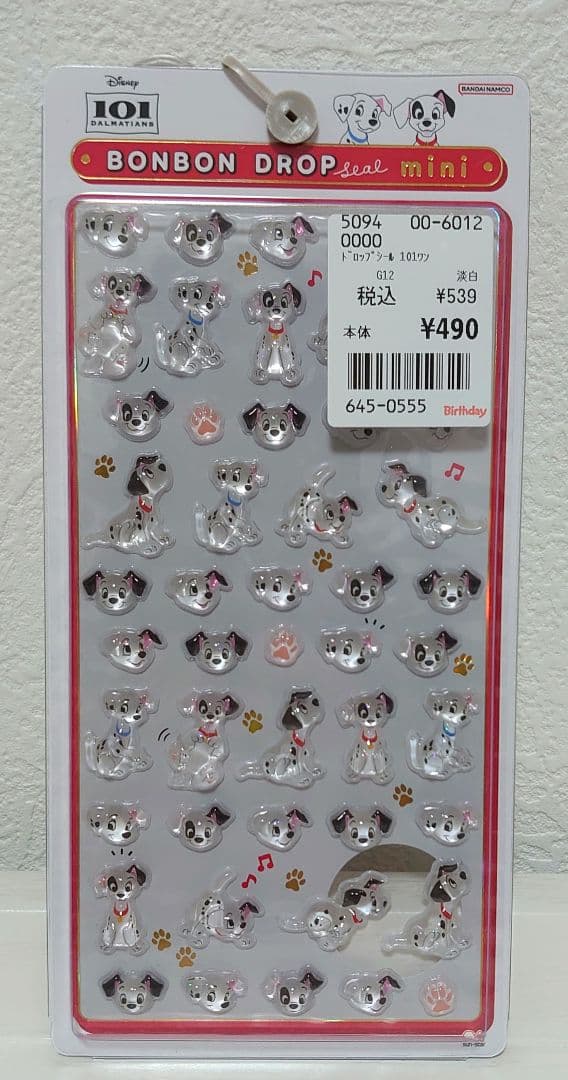 Disney
101
DALMATIANS
BANDAI NAMCO
BONBON DROP seal mini
5094 00-6012
0000
ﾄﾞﾛｯﾌﾟｼｰﾙ 101ﾜﾝ
G12 淡白
税込 ¥539
本体 ¥490
645-0555 Birthday
sun-star